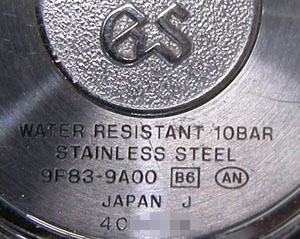 GS
WATER RESISTANT 10BAR
STAINLESS STEEL
9F83-9A00 B6 AN
JAPAN J
40